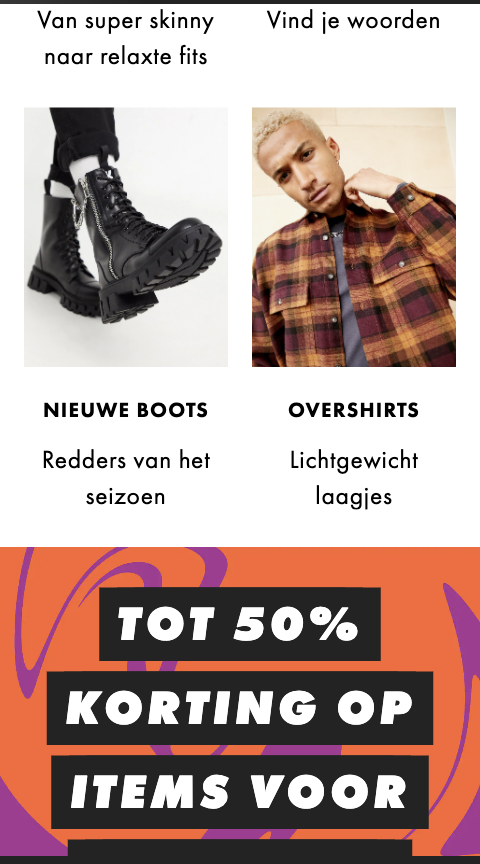 Van super skinny
naar relaxte fits
Vind je woorden
NIEUWE BOOTS
Redders van het
seizoen
OVERSHIRTS
Lichtgewicht
laagjes
TOT 50%
KORTING OP
ITEMS VOOR